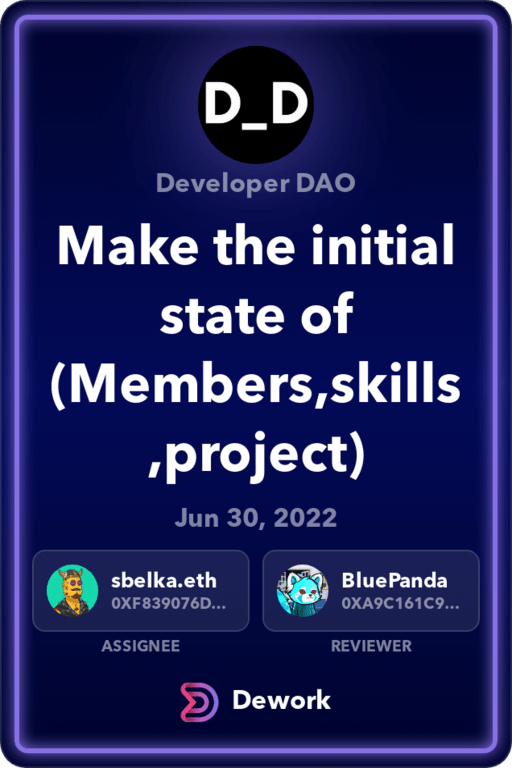 D_D
Developer DAO
Make the initial
state of
(Members,skills
,project)
Jun 30, 2022
sbelka.eth
0XF839076D...
ASSIGNEE
BluePanda
0XA9C161C9...
REVIEWER
Dework